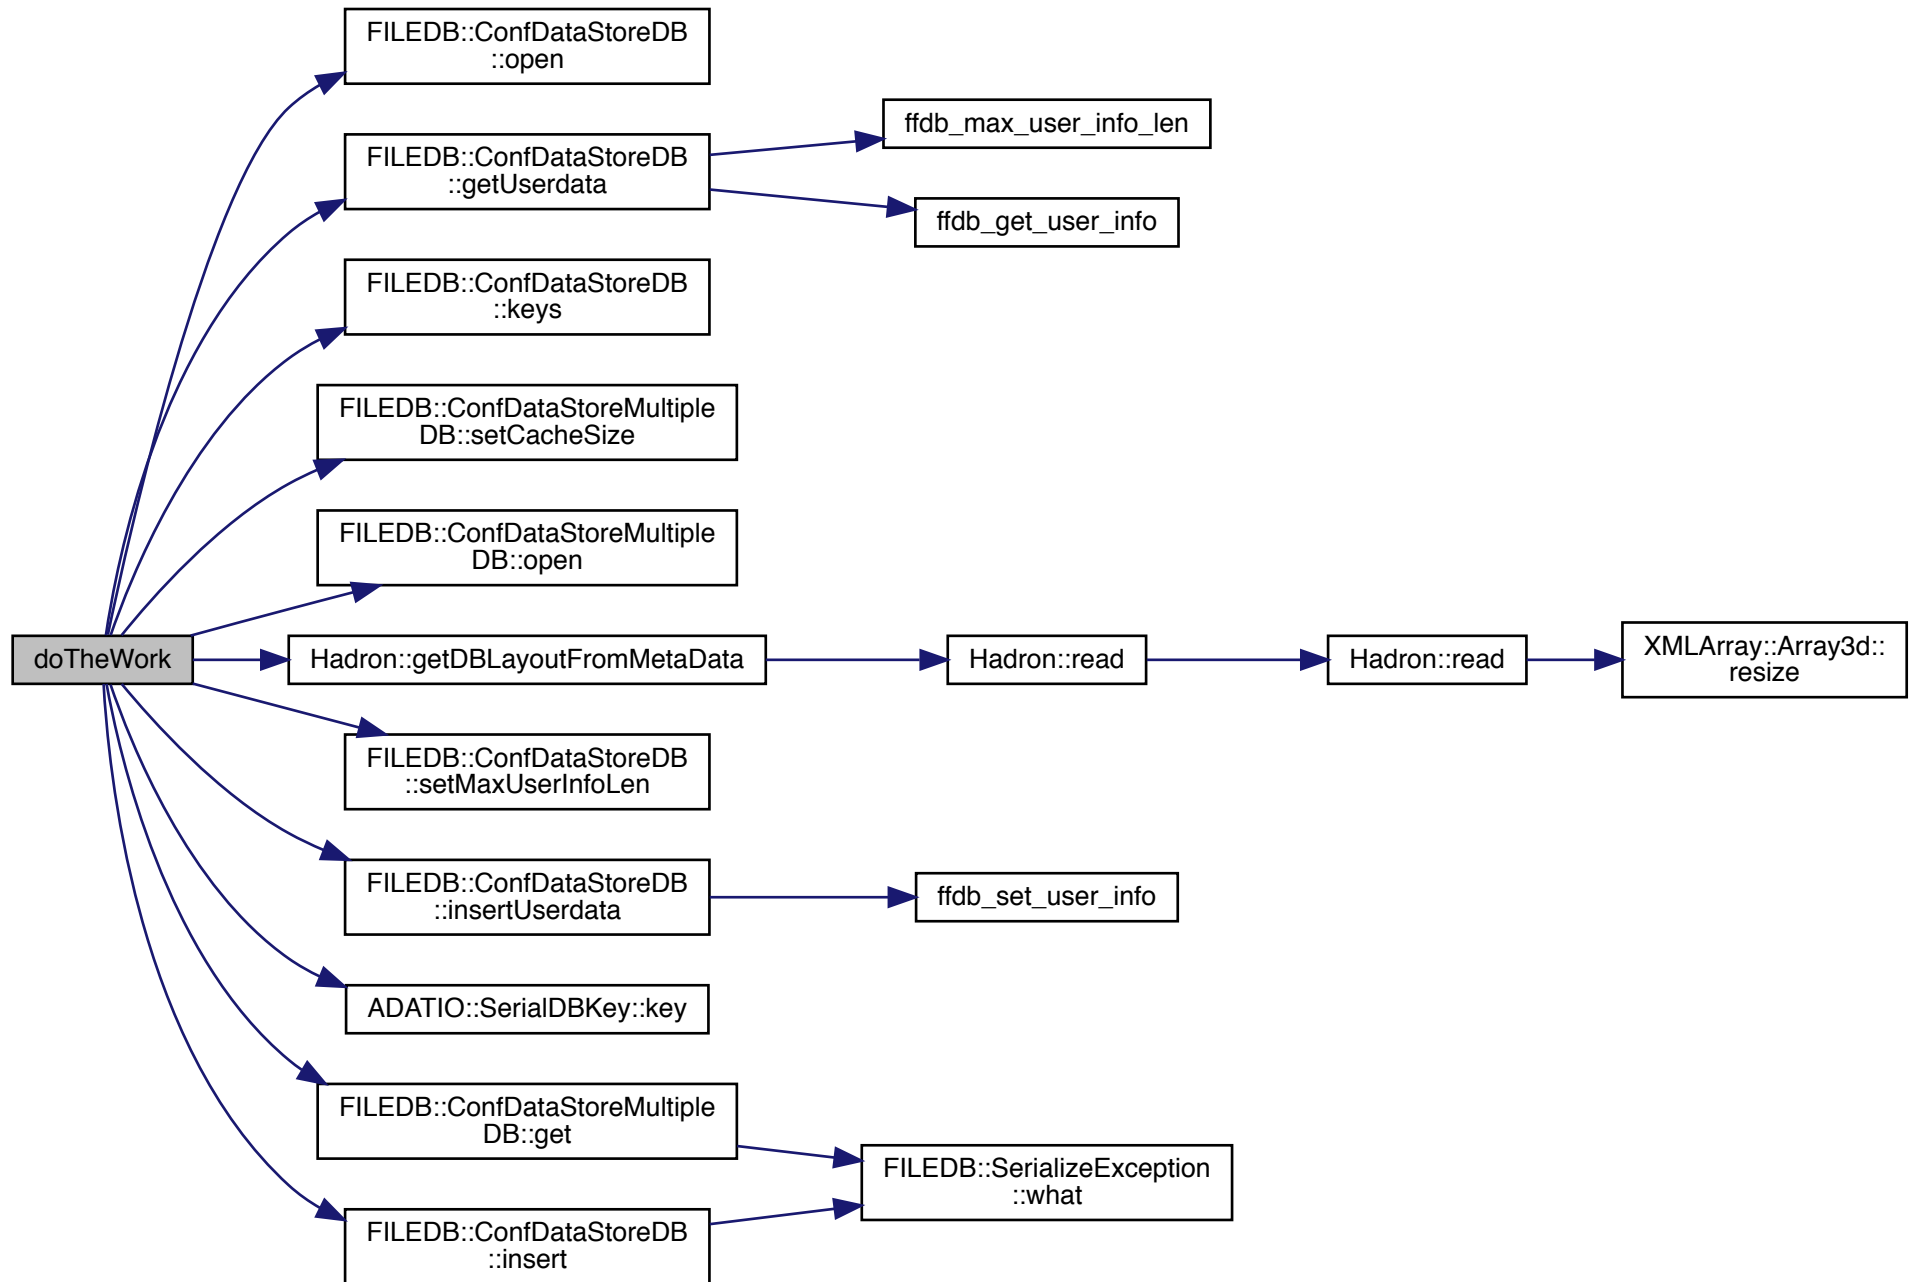 FILEDB::ConfDataStoreDB
::open
FILEDB::ConfDataStoreDB
::getUserdata
ffdb_max_user_info_len
ffdb_get_user_info
FILEDB::ConfDataStoreDB
::keys
FILEDB::ConfDataStoreMultiple
DB::setCacheSize
FILEDB::ConfDataStoreMultiple
DB::open
doTheWork
Hadron::getDBLayoutFromMetaData
Hadron::read
Hadron::read
XMLArray::Array3d::
resize
FILEDB::ConfDataStoreDB
::setMaxUserInfoLen
FILEDB::ConfDataStoreDB
::insertUserdata
ffdb_set_user_info
ADATIO::SerialDBKey::key
FILEDB::ConfDataStoreMultiple
DB::get
FILEDB::SerializeException
::what
FILEDB::ConfDataStoreDB
::insert